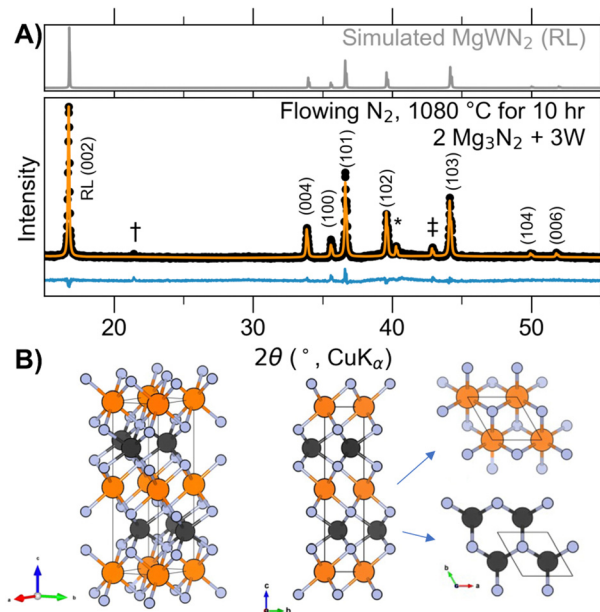 A)
Simulated MgWN₂ (RL)
Flowing N₂, 1080 °C for 10 hr
2 Mg₃N₂ + 3W
Intensity
RL (002)
†
(004)
(100)
(101)
(102)
*
‡
(103)
(104)
(006)
20 30 40 50
2θ (°, CuKα)
B)
c
a
b
c
b
b
a